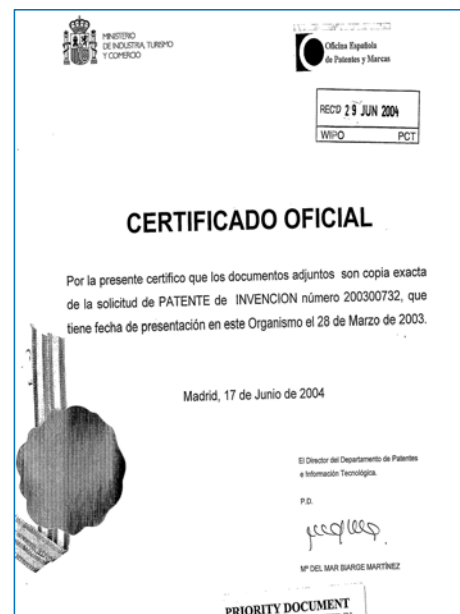 MINISTERIO
DE INDUSTRIA, TURISMO
Y COMERCIO
Oficina Española
de Patentes y Marcas
REC'D 29 JUN 2004
WIPO PCT
CERTIFICADO OFICIAL
Por la presente certifico que los documentos adjuntos son copia exacta
de la solicitud de PATENTE de INVENCION número 200300732, que
tiene fecha de presentación en este Organismo el 28 de Marzo de 2003.
Madrid, 17 de Junio de 2004
El Director del Departamento de Patentes
e Información Tecnológica.
P.D.
Mª DEL MAR BIARGE MARTÍNEZ
PRIORITY DOCUMENT